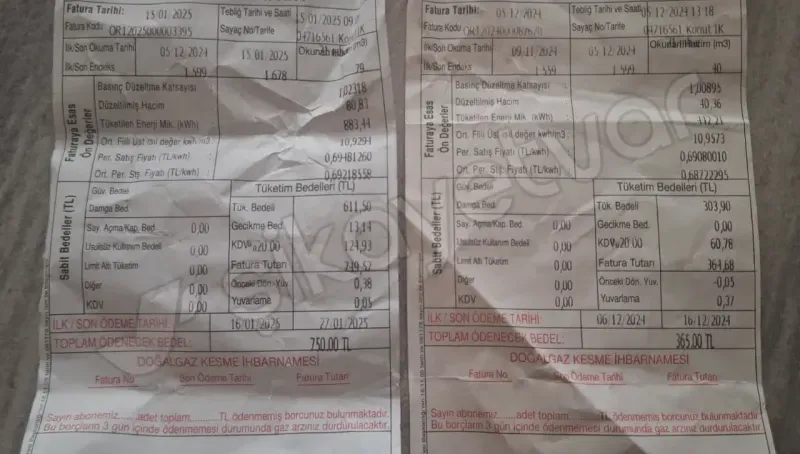 Fatura Tarihi: 15 01 2025 Tebliğ Tarihi ve Saati 15 01 2025 09
Fatura Kodu OR12025000003395 Sayaç No/Tarife 04716561 Konut 1K
İlk/Son Okuma Tarihi 05 12 2024 15 01 2025
İlk/Son Endeks 1 599 1 678 79
Faturaya Esas Ön Değerler
Basınç Düzeltme Katsayısı 1,02318
Düzeltilmiş Hacim 80,83
Tüketilen Enerji Mik. (kWh) 883,44
Ort. Fiili Üst ısıl değer kwh/m3 : 10,9294
Per. Satış Fiyatı (TL/kwh) : 0,69481260
Ort. Per. Stş. Fiyatı (TL/kwh) : 0,69218558
Sabit Bedeller (TL)
Güv. Bedeli Tüketim Bedelleri (TL)
Damga Bed. Tük. Bedeli 611,50
Say. Açma/Kap. Bed. 0,00 Gecikme Bed. 13,14
Usulsüz Kullanım Bedeli 0,00 KDV %20.00 124,93
Limit Altı Tüketim 0,00 Fatura Tutarı 749,57
Diğer 0,00 Önceki Dön. Yuv. 0,38
KDV 0,00 Yuvarlama 0,05
İLK / SON ÖDEME TARİHİ: 16/01/2025 27/01/2025
TOPLAM ÖDENECEK BEDEL: 750,00 TL
DOĞALGAZ KESME İHBARNAMESİ
Fatura No Son Ödeme Tarihi Fatura Tutarı
Sayın abonemiz......adet toplam..........TL ödenmemiş borcunuz bulunmaktadır.
Bu borçların 3 gün içinde ödenmemesi durumunda gaz arzınız durdurulacaktır.
Fatura Tarihi: 05 12 2024 Tebliğ Tarihi ve Saati 05 12 2024 13 18
Fatura Kodu Sayaç No/Tarife 04716561 Konut 1K
İlk/Son Okuma Tarihi 09 11 2024 05 12 2024
İlk/Son Endeks 1 559 1 599 40
Faturaya Esas Ön Değerler
Basınç Düzeltme Katsayısı 1,00895
Düzeltilmiş Hacim 40,36
Tüketilen Enerji Mik. (kWh)
Ort. Fiili Üst ısıl değer kwh/m3 : 10,9573
Per. Satış Fiyatı (TL/kwh) : 0,69080010
Ort. Per. Stş. Fiyatı (TL/kwh) : 0,68722295
Sabit Bedeller (TL)
Güv. Bedeli Tüketim Bedelleri (TL)
Damga Bed. Tük. Bedeli 303,90
Say. Açma/Kap. Bed. 0,00 Gecikme Bed. 0,00
Usulsüz Kullanım Bedeli 0,00 KDV %20.00 60,78
Limit Altı Tüketim 0,00 Fatura Tutarı 364,68
Diğer 0,00 Önceki Dön. Yuv. -0,05
KDV 0,00 Yuvarlama 0,37
İLK / SON ÖDEME TARİHİ: 06/12/2024 16/12/2024
TOPLAM ÖDENECEK BEDEL: 365,00 TL
DOĞALGAZ KESME İHBARNAMESİ
Fatura No Son Ödeme Tarihi Fatura Tutarı
Sayın abonemiz......adet toplam..........TL ödenmemiş borcunuz bulunmaktadır.
Bu borçların 3 gün içinde ödenmemesi durumunda gaz arzınız durdurulacaktır.
şikayetvar